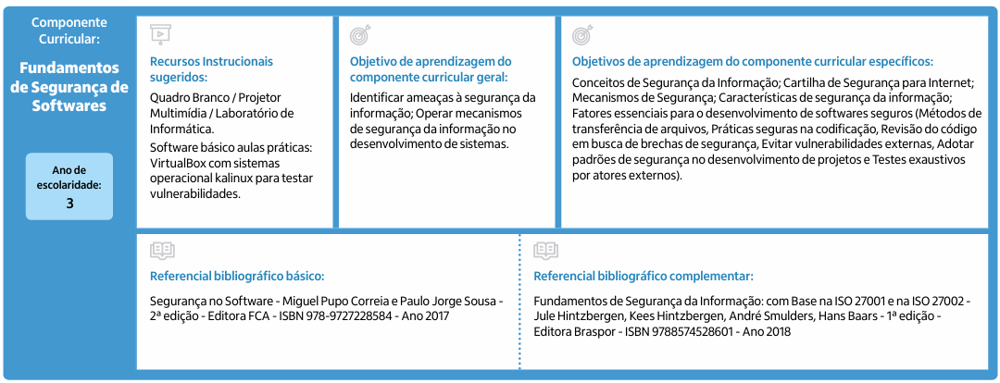 Componente
Curricular:
Fundamentos
de Segurança de
Softwares
Ano de
escolaridade:
3
Recursos Instrucionais
sugeridos:
Quadro Branco / Projetor
Multimídia / Laboratório de
Informática.
Software básico aulas práticas:
VirtualBox com sistemas
operacional kalinux para testar
vulnerabilidades.
Objetivo de aprendizagem do
componente curricular geral:
Identificar ameaças à segurança da
informação; Operar mecanismos
de segurança da informação no
desenvolvimento de sistemas.
Objetivos de aprendizagem do componente curricular específicos:
Conceitos de Segurança da Informação; Cartilha de Segurança para Internet;
Mecanismos de Segurança; Características de segurança da informação;
Fatores essenciais para o desenvolvimento de softwares seguros (Métodos de
transferência de arquivos, Práticas seguras na codificação, Revisão do código
em busca de brechas de segurança, Evitar vulnerabilidades externas, Adotar
padrões de segurança no desenvolvimento de projetos e Testes exaustivos
por atores externos).
Referencial bibliográfico básico:
Segurança no Software - Miguel Pupo Correia e Paulo Jorge Sousa -
2ª edição - Editora FCA - ISBN 978-9727228584 - Ano 2017
Referencial bibliográfico complementar:
Fundamentos de Segurança da Informação: com Base na ISO 27001 e na ISO 27002 -
Jule Hintzbergen, Kees Hintzbergen, André Smulders, Hans Baars - 1ª edição -
Editora Braspor - ISBN 9788574528601 - Ano 2018